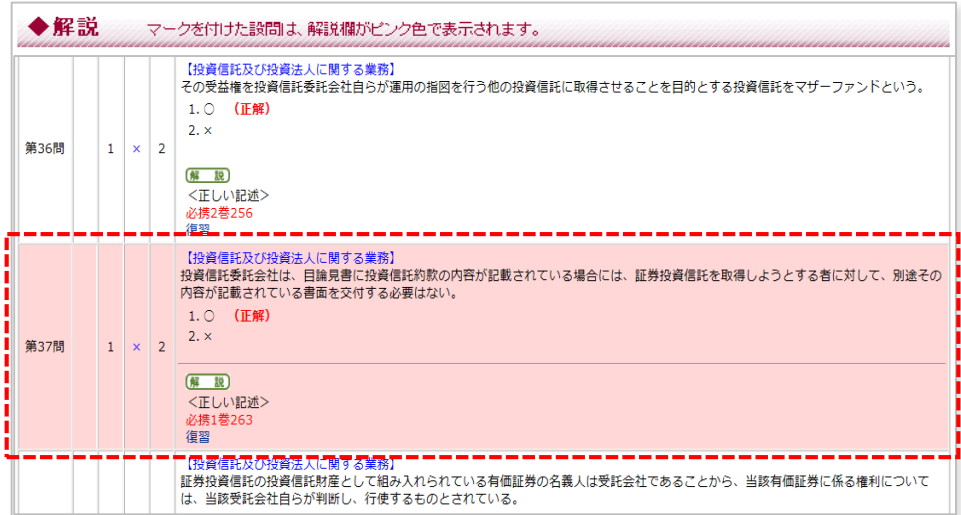 ◆解説 マークを付けた設問は、解説欄がピンク色で表示されます。
【投資信託及び投資法人に関する業務】
その受益権を投資信託委託会社自らが運用の指図を行う他の投資信託に取得させることを目的とする投資信託をマザーファンドという。
1. ○ (正解)
2. ×
第36問 1 × 2
解 説
<正しい記述>
必携2巻256
復習
【投資信託及び投資法人に関する業務】
投資信託委託会社は、目論見書に投資信託約款の内容が記載されている場合には、証券投資信託を取得しようとする者に対して、別途その
内容が記載されている書面を交付する必要はない。
1. ○ (正解)
2. ×
第37問 1 × 2
解 説
<正しい記述>
必携1巻263
復習
【投資信託及び投資法人に関する業務】
証券投資信託の投資信託財産として組み入れられている有価証券の名義人は受託会社であることから、当該有価証券に係る権利について
は、当該受託会社自らが判断し、行使するものとされている。